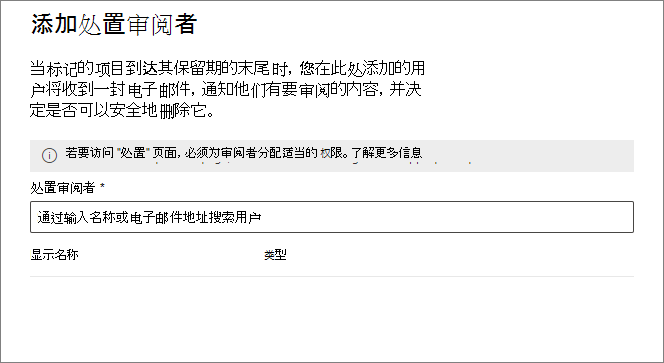 添加处置审阅者
当标记的项目到达其保留期的末尾时, 您在此处添加的用
户将收到一封电子邮件, 通知他们有要审阅的内容, 并决
定是否可以安全地删除它。
若要访问 "处置" 页面, 必须为审阅者分配适当的 权限。了解更多信息
处置审阅者 *
通过输入名称或电子邮件地址搜索用户
显示名称 类型